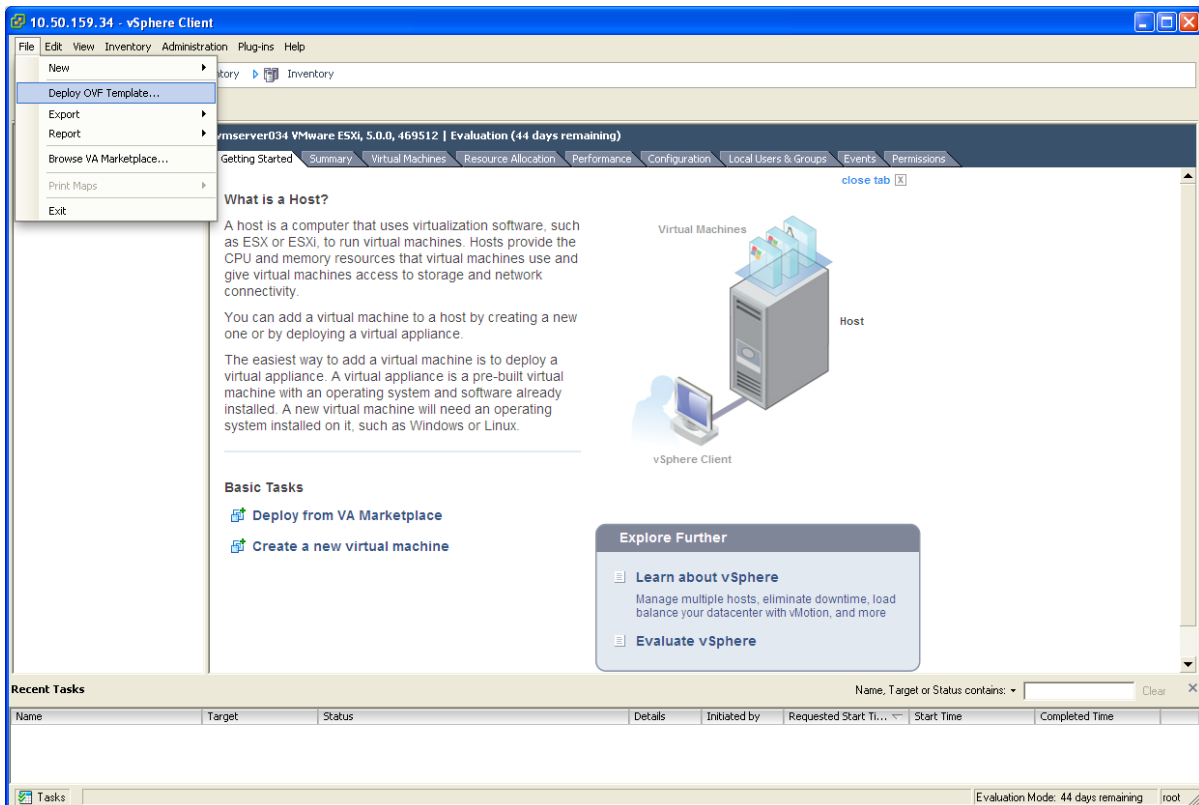 10.50.159.34 - vSphere Client
File Edit View Inventory Administration Plug-ins Help
New
Deploy OVF Template...
Export
Report
Browse VA Marketplace...
Print Maps
Exit
Inventory
vmserver034 VMware ESXi, 5.0.0, 469512 | Evaluation (44 days remaining)
Getting Started Summary Virtual Machines Resource Allocation Performance Configuration Local Users & Groups Events Permissions
close tab X
What is a Host?
A host is a computer that uses virtualization software, such
as ESX or ESXi, to run virtual machines. Hosts provide the
CPU and memory resources that virtual machines use and
give virtual machines access to storage and network
connectivity.
You can add a virtual machine to a host by creating a new
one or by deploying a virtual appliance.
The easiest way to add a virtual machine is to deploy a
virtual appliance. A virtual appliance is a pre-built virtual
machine with an operating system and software already
installed. A new virtual machine will need an operating
system installed on it, such as Windows or Linux.
Virtual Machines
Host
vSphere Client
Basic Tasks
Deploy from VA Marketplace
Create a new virtual machine
Explore Further
Learn about vSphere
Manage multiple hosts, eliminate downtime, load
balance your datacenter with vMotion, and more
Evaluate vSphere
Recent Tasks
Name, Target or Status contains:
Clear
Name Target Status Details Initiated by Requested Start Ti... Start Time Completed Time
Tasks
Evaluation Mode: 44 days remaining
root